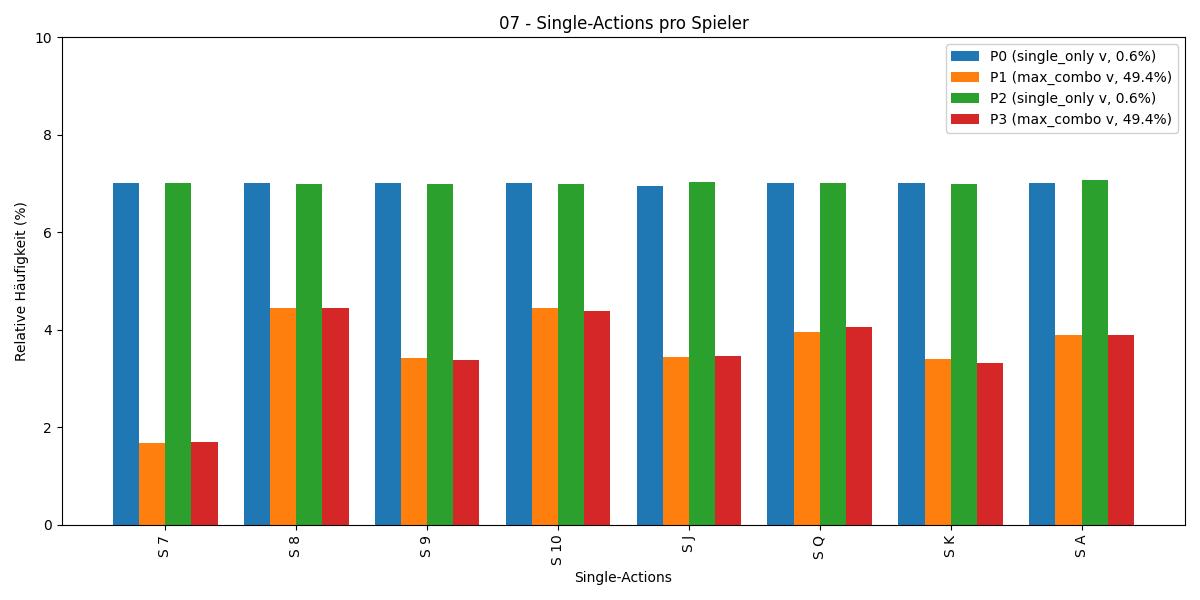 07 - Single-Actions pro Spieler
Relative Häufigkeit (%)
10
8
6
4
2
0
P0 (single_only v, 0.6%)
P1 (max_combo v, 49.4%)
P2 (single_only v, 0.6%)
P3 (max_combo v, 49.4%)
S 7
S 8
S 9
S 10
S J
S Q
S K
S A
Single-Actions